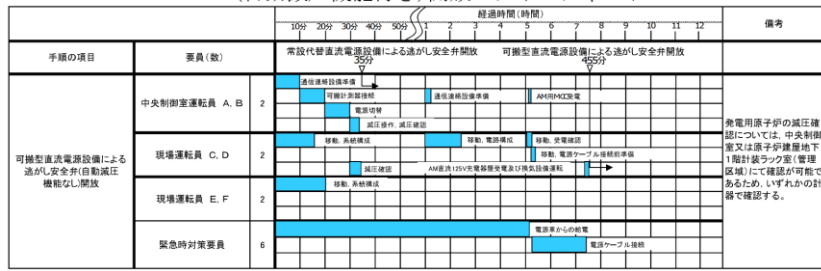 経過時間(時間)
備考
10分 20分 30分 40分 50分 1 2 3 4 5 6 7 8 9 10 11 12
手順の項目
要員(数)
常設代替直流電源設備による逃がし安全弁開放
35分
可搬型直流電源設備による逃がし安全弁開放
455分
可搬型直流電源設備による
逃がし安全弁(自動減圧
機能なし)開放
中央制御室運転員 A、B
2
通信連絡設備準備
可搬計測器接続
電源切替
減圧操作、減圧確認
通信連絡設備準備
AM用MCC受電
現場運転員 C、D
2
移動、系統構成
減圧確認
移動、電源構成
移動、受電確認
移動、電源ケーブル接続前準備
AM直流125V充電器盤受電及び換気設備運転
現場運転員 E、F
2
移動、系統構成
緊急時対策要員
6
電源車からの給電
電源ケーブル接続
発電用原子炉の減圧確
認については、中央制御
室又は原子炉建屋地下
1階計装ラック室(管理
区域)にて確認が可能で
あるため、いずれかの計
器で確認する。